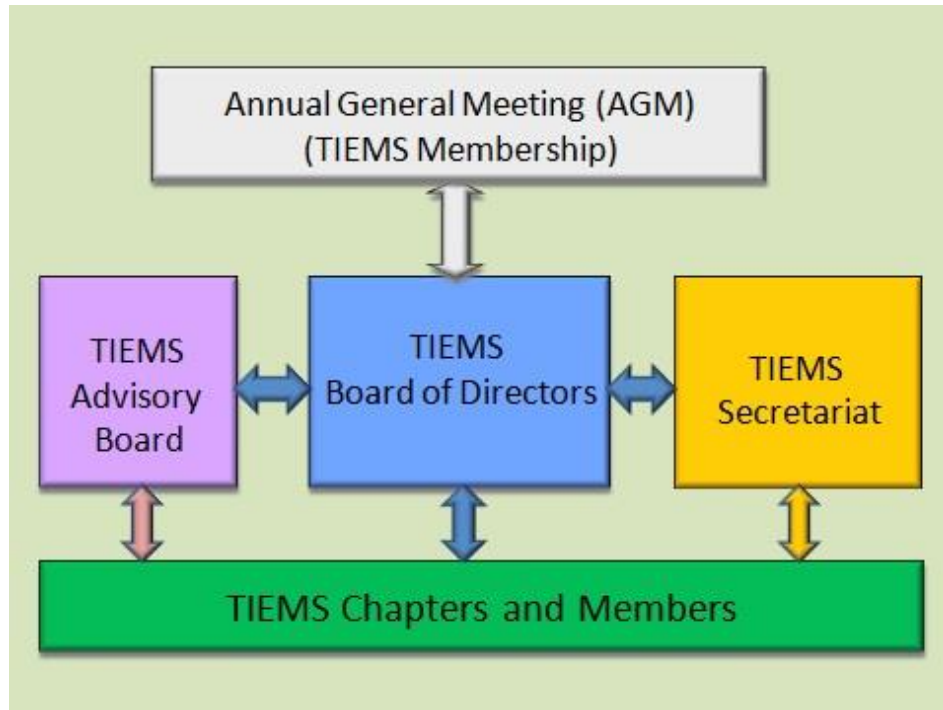 Annual General Meeting (AGM)
(TIEMS Membership)
TIEMS
Advisory
Board
TIEMS
Board of Directors
TIEMS
Secretariat
TIEMS Chapters and Members